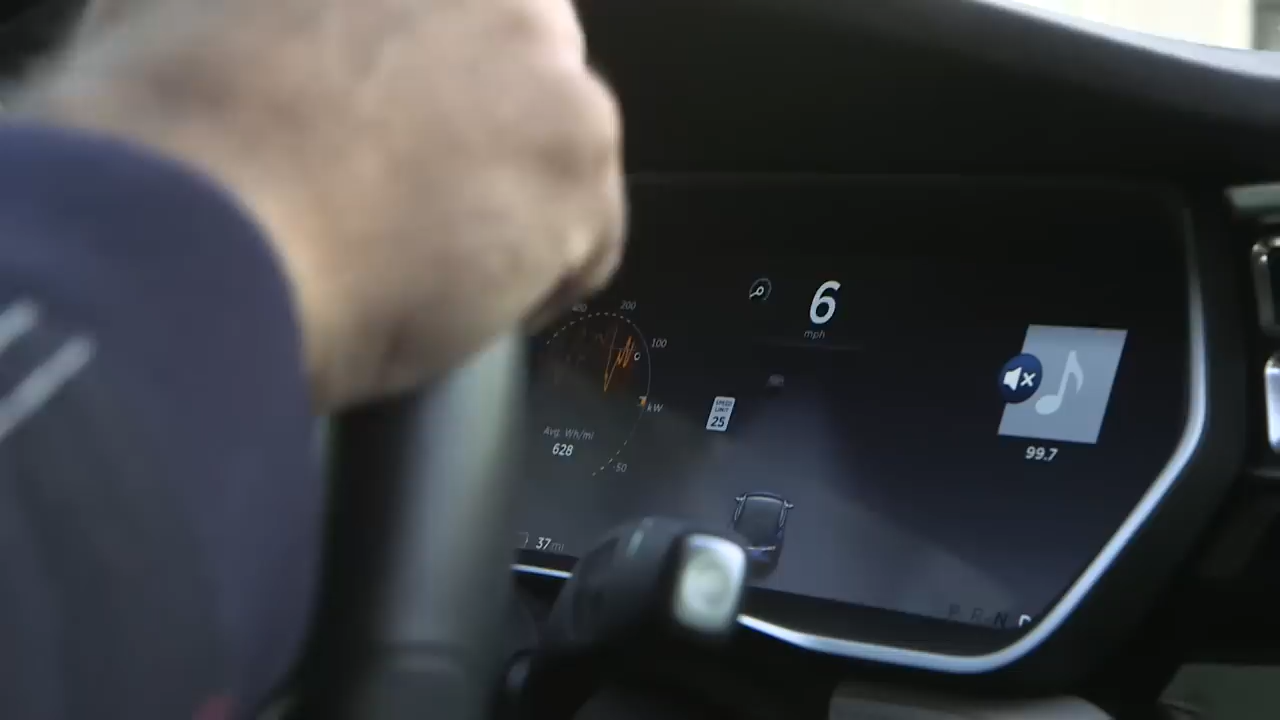 6
mph
200
100
kW
Avg. Wh/mi
628
-50
SPEED
LIMIT
25
99.7
37 mi
P R N D